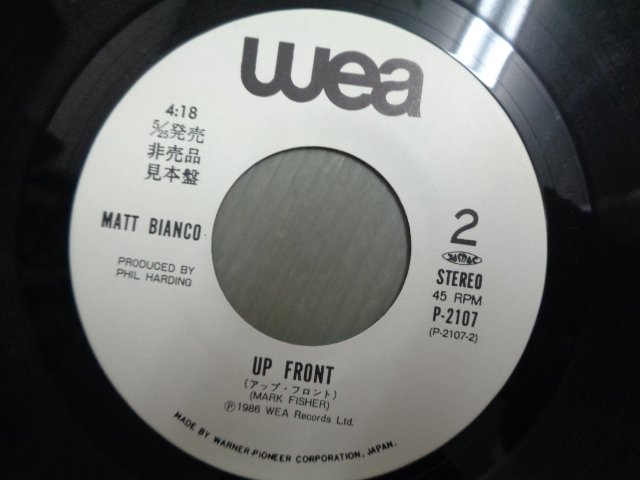 wea
4:18
5/25発売
非売品
見本盤
MATT BIANCO
PRODUCED BY
PHIL HARDING
2
STEREO
45 RPM
P-2107
(P-2107-2)
UP FRONT
(アップ・フロント)
(MARK FISHER)
Ⓟ1986 WEA Records Ltd.
MADE BY WARNER-PIONEER CORPORATION, JAPAN.